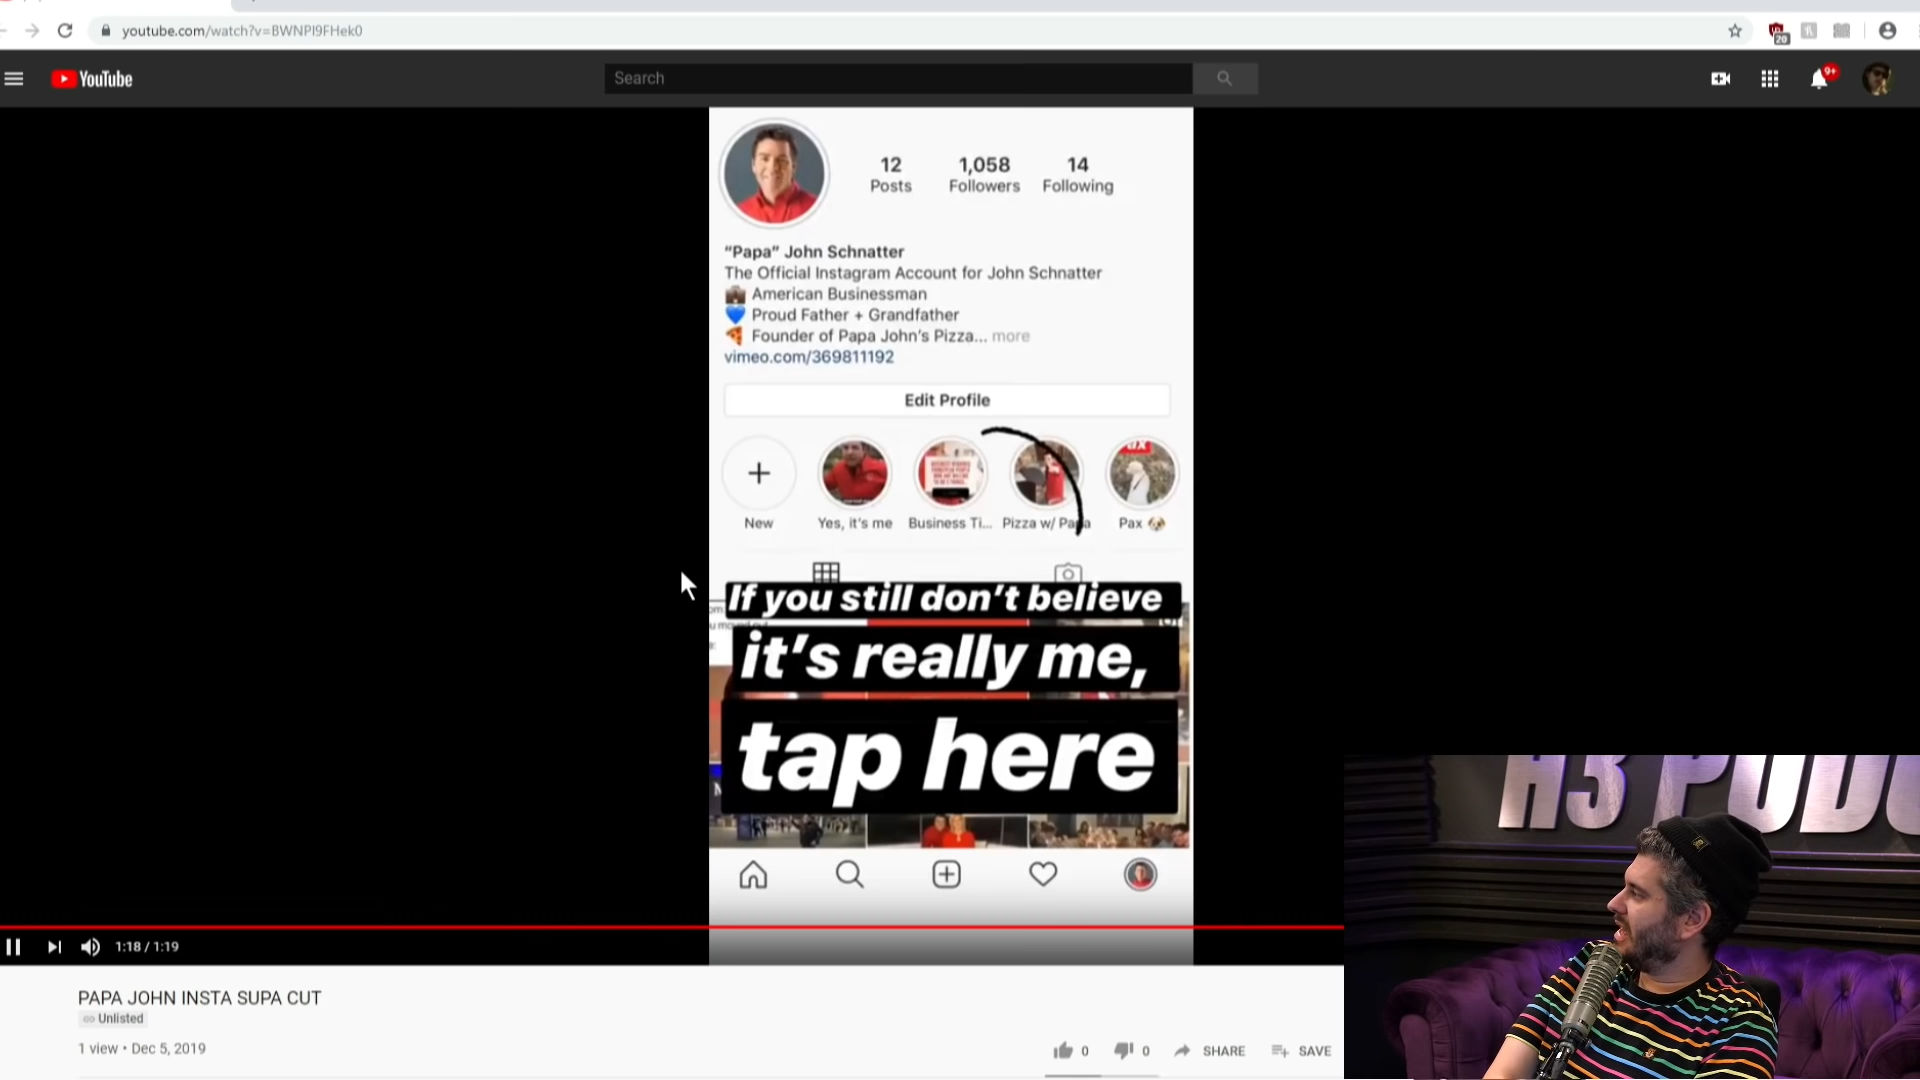 youtube.com/watch?v=BWNPI9FHek0
20
YouTube
Search
9+
12
1,058
14
Posts
Followers
Following
“Papa” John Schnatter
The Official Instagram Account for John Schnatter
💼 American Businessman
💙 Proud Father + Grandfather
🍕 Founder of Papa John’s Pizza... more
vimeo.com/369811192
Edit Profile
New
Yes, it's me
Business Ti...
Pizza w/ Papa
Pax 🐶
If you still don’t believe
it’s really me,
tap here
1:18 / 1:19
H3 PODC
PAPA JOHN INSTA SUPA CUT
Unlisted
1 view • Dec 5, 2019
0
0
SHARE
SAVE